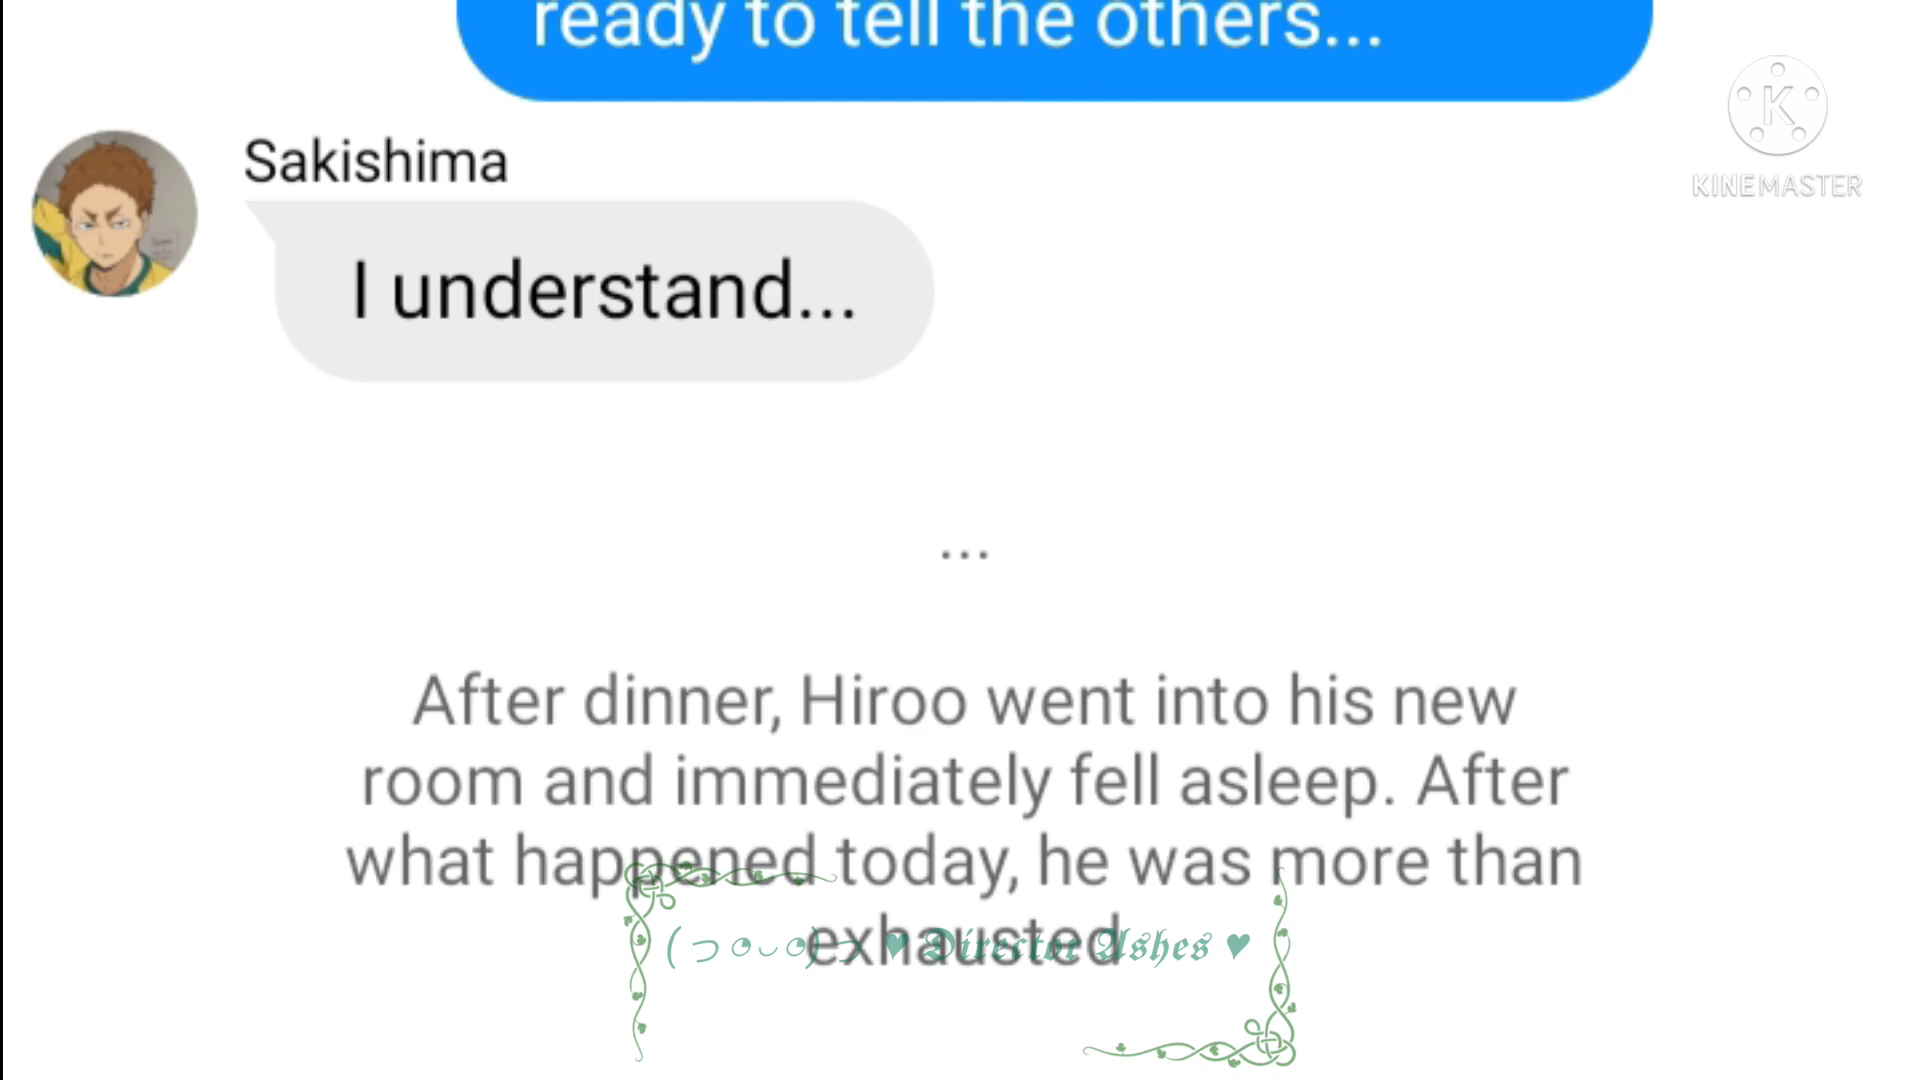 ready to tell the others...
K
KINEMASTER
Sakishima
I understand...
...
After dinner, Hiroo went into his new
room and immediately fell asleep. After
what happened today, he was more than
exhausted
(つ◔◡◔)つ ♥ Director Ashes ♥